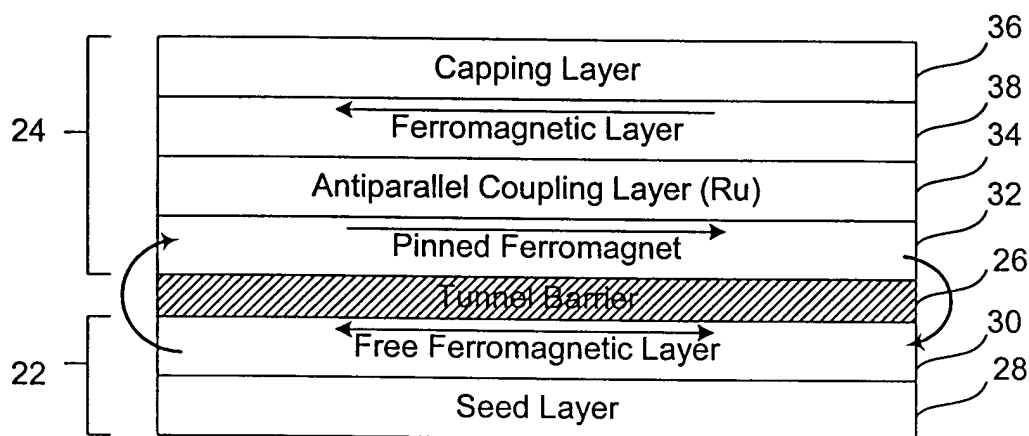 36
Capping Layer
38
24
Ferromagnetic Layer
34
Antiparallel Coupling Layer (Ru)
32
Pinned Ferromagnet
26
Tunnel Barrier
30
Free Ferromagnetic Layer
22
28
Seed Layer